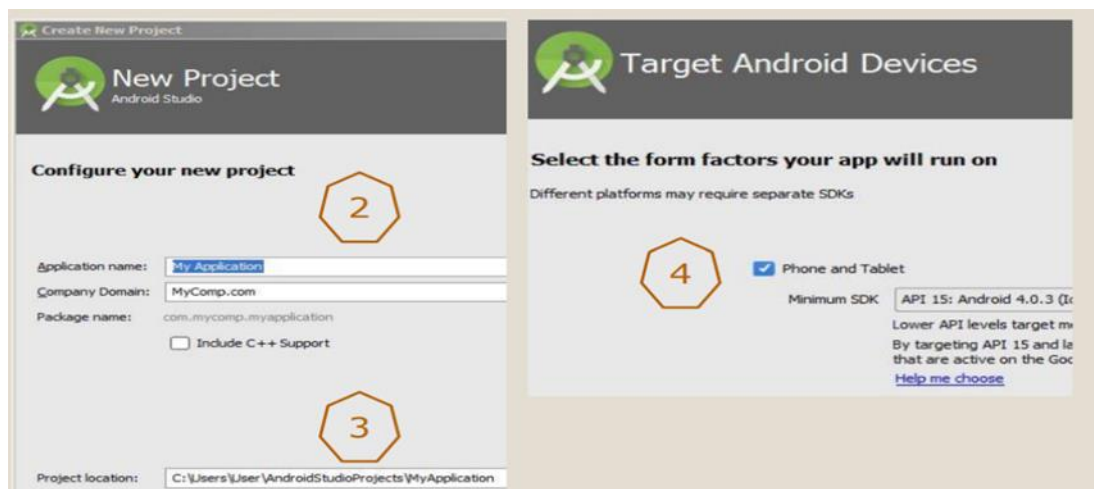 Create New Project
New Project
Android Studio
Configure your new project
2
Application name: My Application
Company Domain: MyComp.com
Package name: com.mycomp.myapplication
Include C++ Support
3
Project location: C:\Users\User\AndroidStudioProjects\MyApplication
Target Android Devices
Select the form factors your app will run on
Different platforms may require separate SDKs
4
Phone and Tablet
Minimum SDK API 15: Android 4.0.3
Lower API levels target
By targeting API 15 and
that are active on the
Help me choose